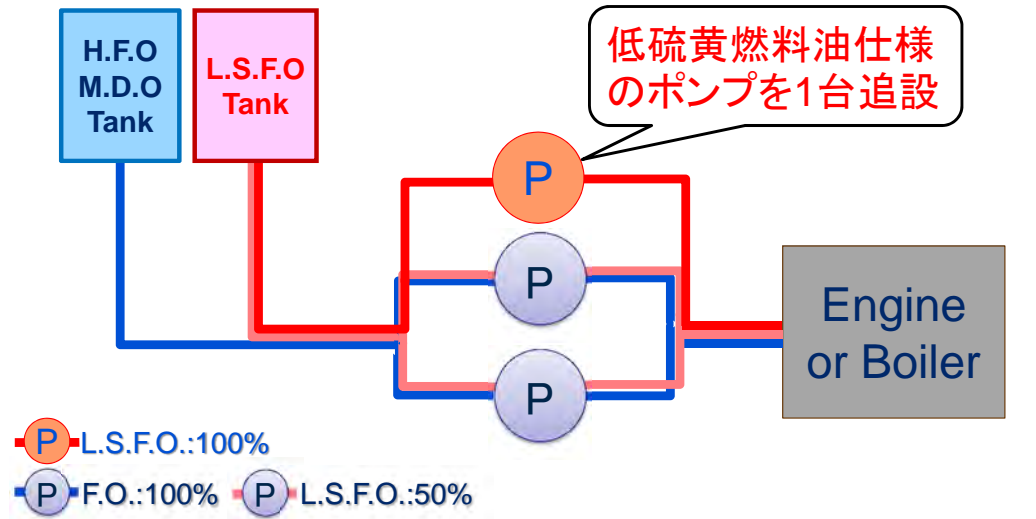 H.F.O
M.D.O
Tank
L.S.F.O
Tank
低硫黄燃料油仕様
のポンプを1台追設
P
P
P
Engine
or Boiler
P L.S.F.O.:100%
P F.O.:100% P L.S.F.O.:50%